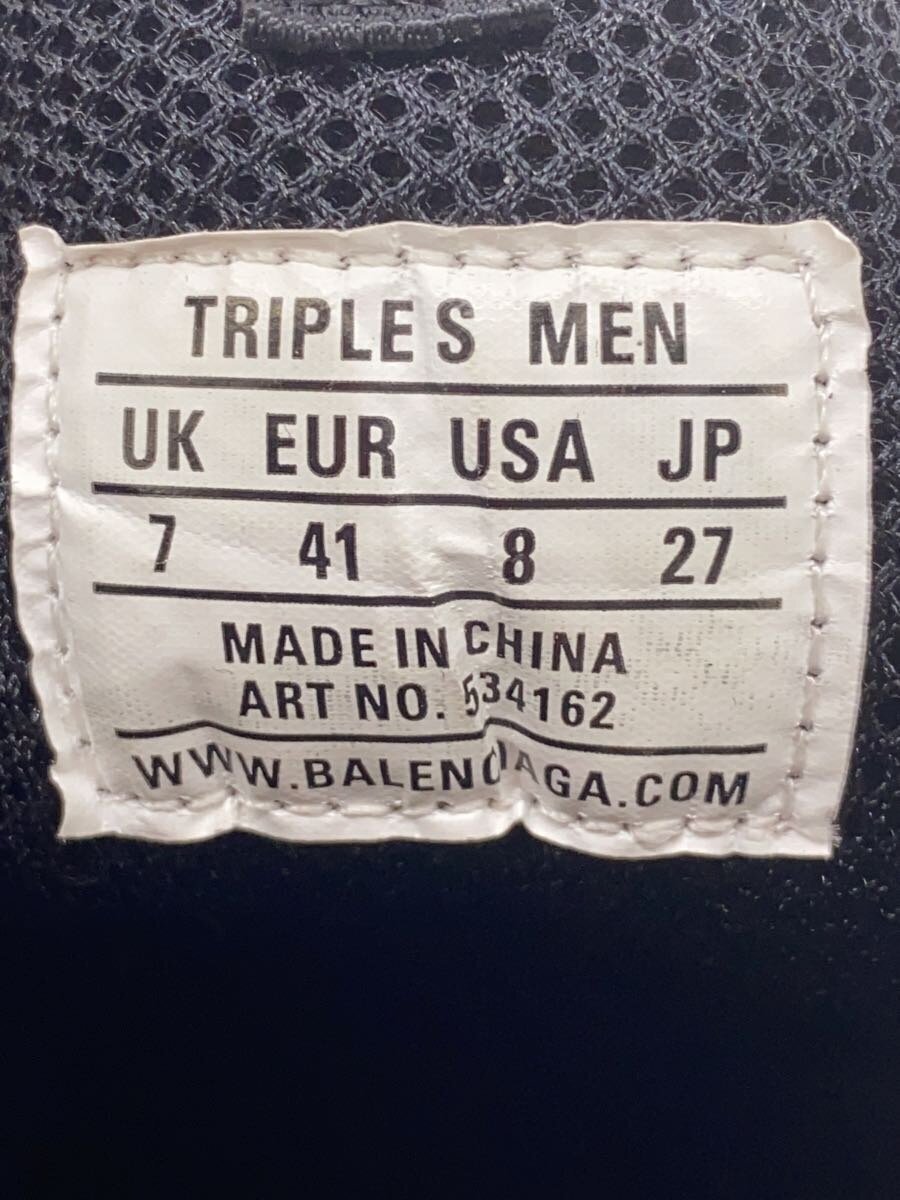 TRIPLE S MEN
UK EUR USA JP
7 41 8 27
MADE IN CHINA
ART NO. 534162
WWW.BALENCIAGA.COM